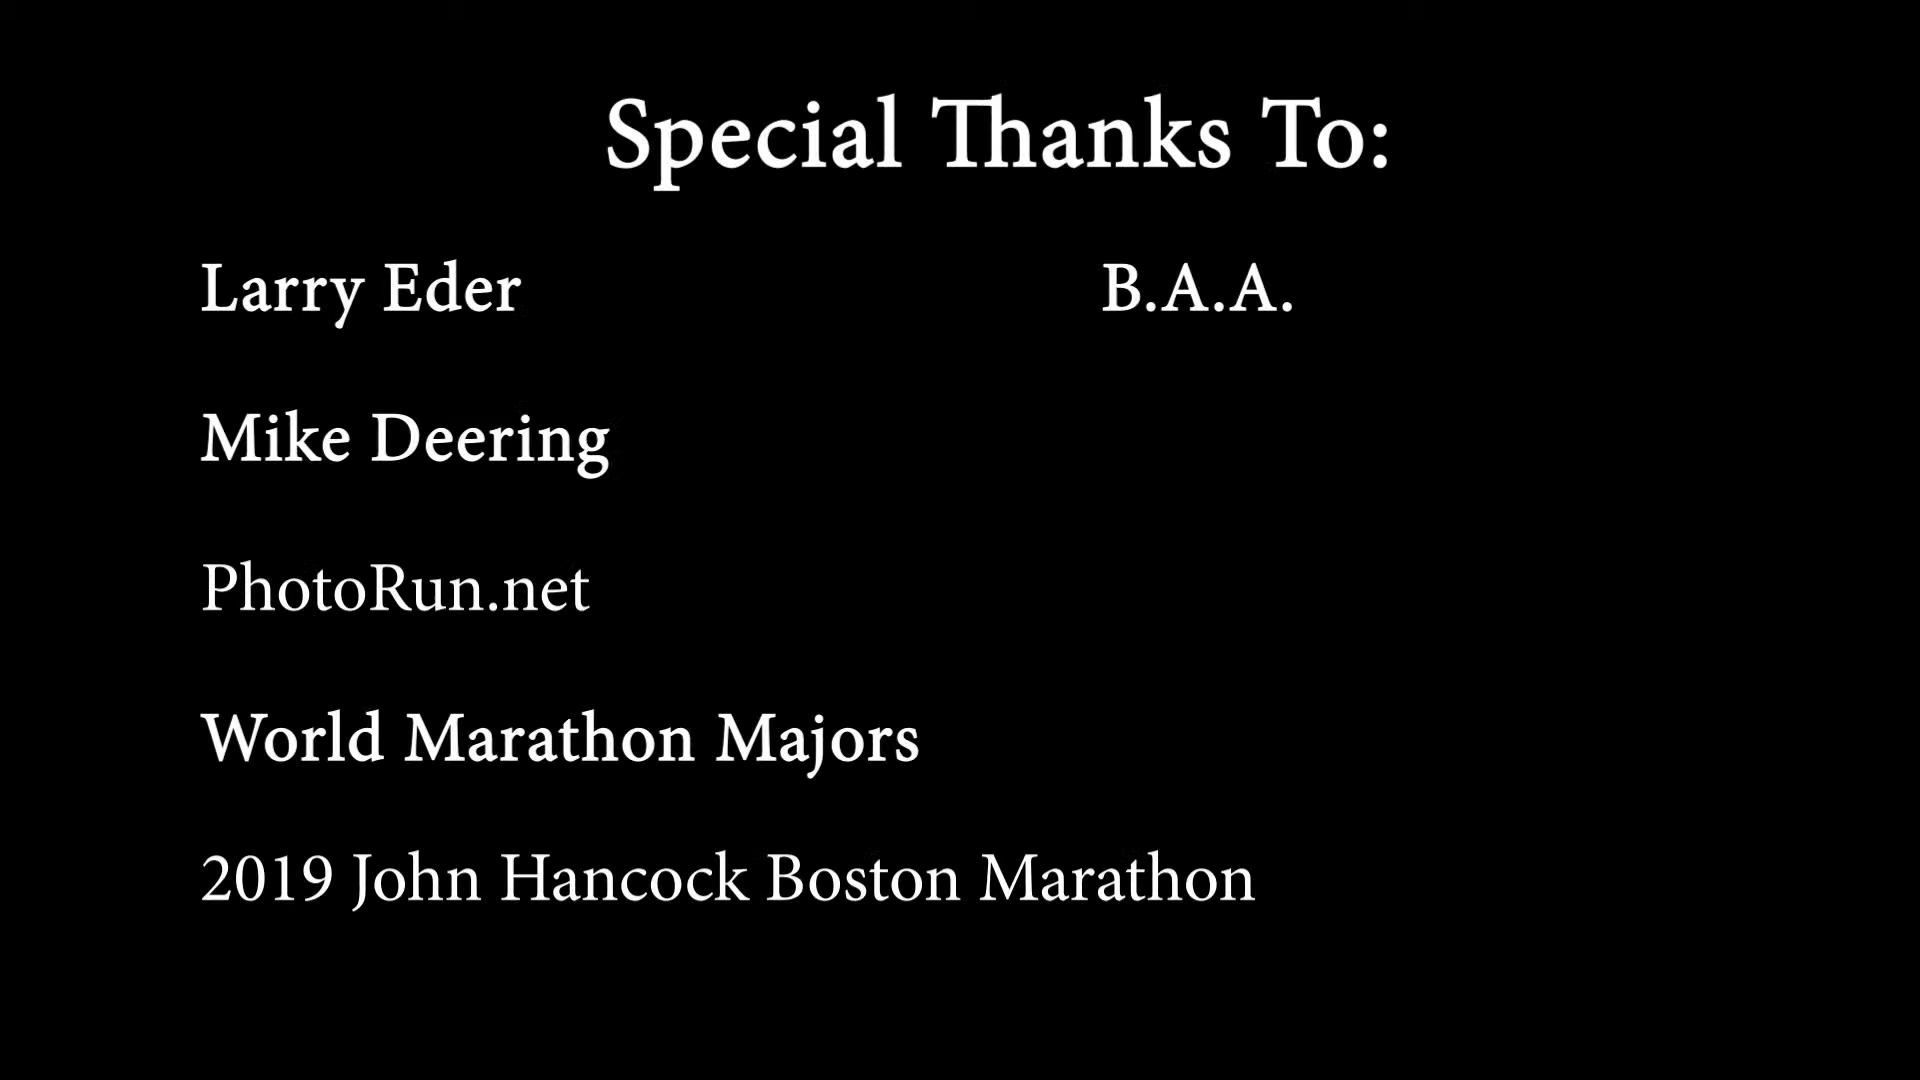 Special Thanks To:
Larry Eder
B.A.A.
Mike Deering
PhotoRun.net
World Marathon Majors
2019 John Hancock Boston Marathon